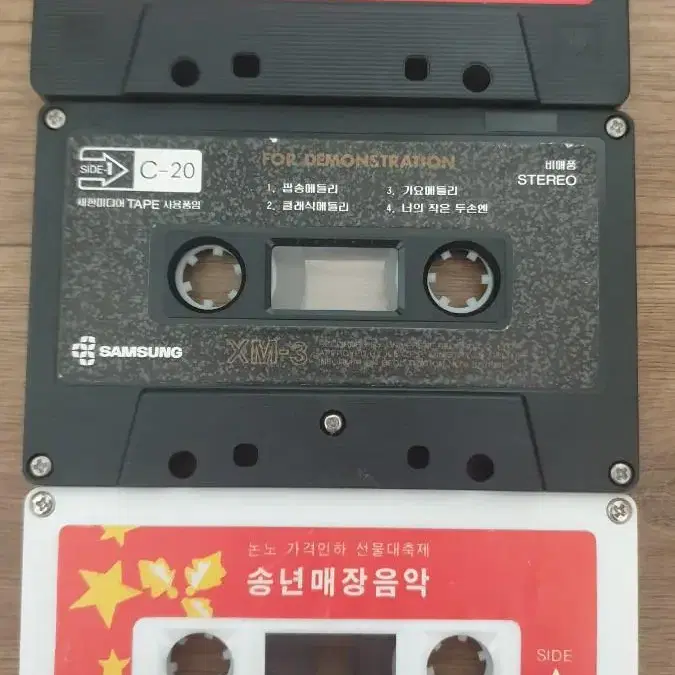 SIDE 1 C-20
FOR DEMONSTRATION
비매품
STEREO
1. 팝송메들리
2. 클래식메들리
3. 가요메들리
4. 너의 작은 두손엔
새한미디어 TAPE 사용품임
SAMSUNG
XM-3
논노 가격인하 선물대축제
송년매장음악
SIDE